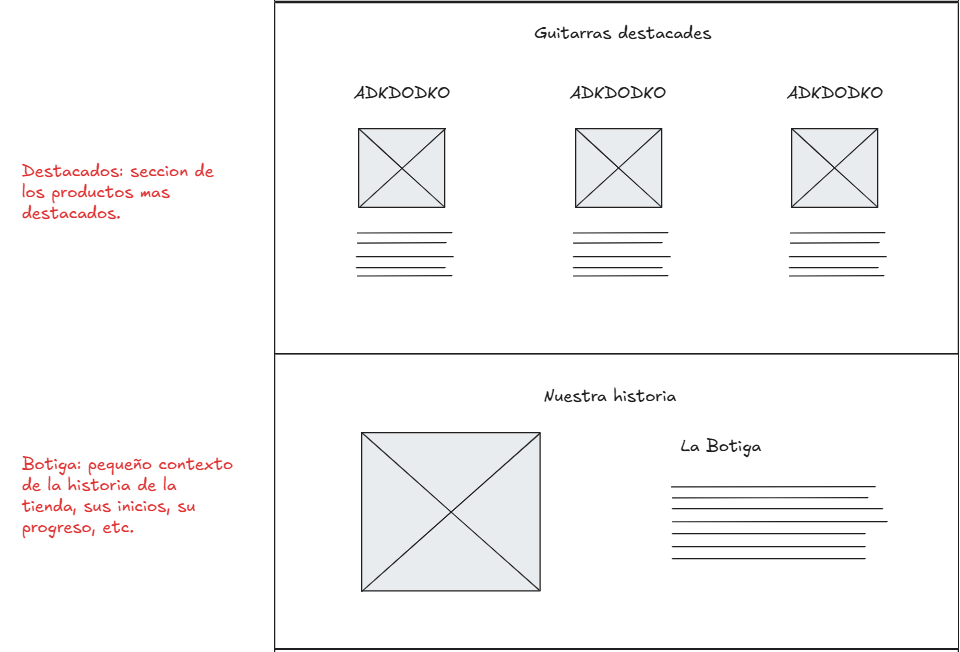 Guitarras destacades
ADKDODKO ADKDODKO ADKDODKO
Destacados: seccion de
los productos mas
destacados.
Nuestra historia
La Botiga
Botiga: pequeño contexto
de la historia de la
tienda, sus inicios, su
progreso, etc.